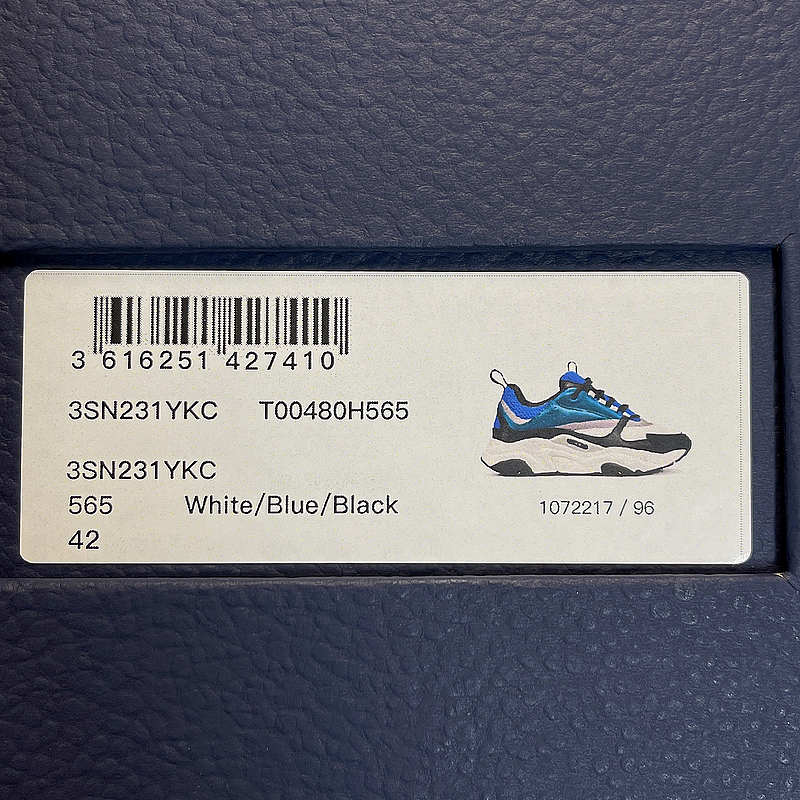 3 616251 427410
3SN231YKC T00480H565
3SN231YKC
565 White/Blue/Black
42
1072217 / 96